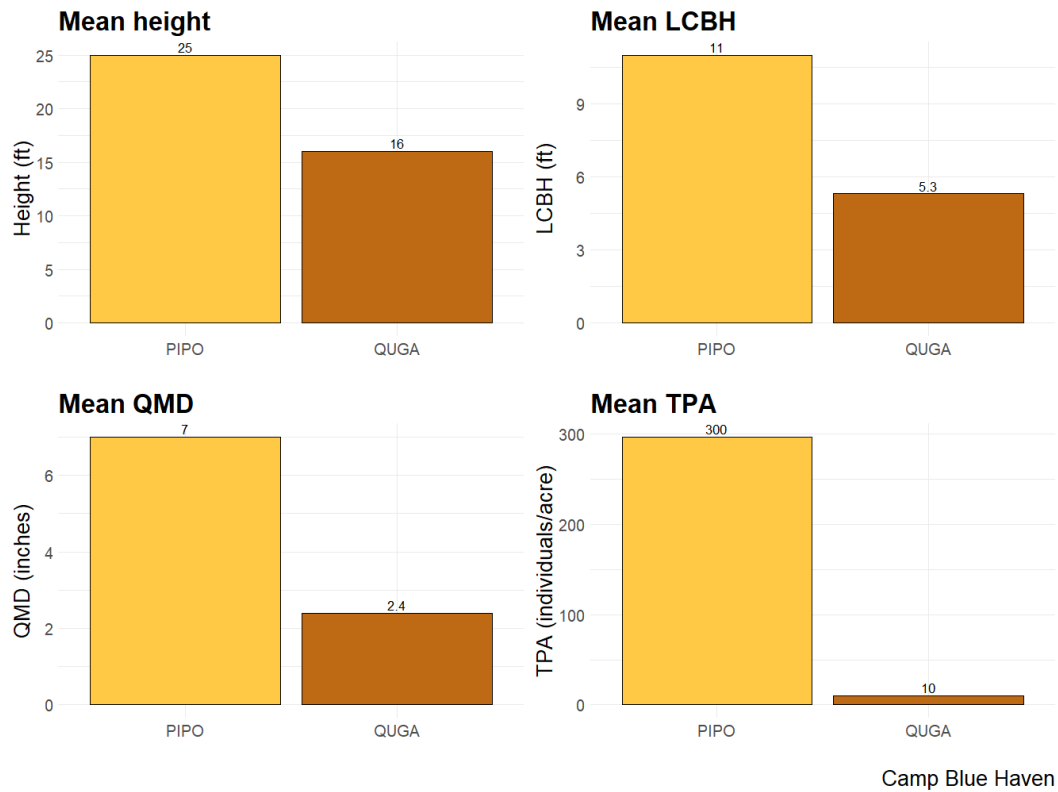 Mean height
25
16
Height (ft)
25
20
15
10
5
0
PIPO
QUGA
Mean LCBH
11
5.3
LCBH (ft)
9
6
3
0
PIPO
QUGA
Mean QMD
7
2.4
QMD (inches)
6
4
2
0
PIPO
QUGA
Mean TPA
300
10
TPA (individuals/acre)
300
200
100
0
PIPO
QUGA
Camp Blue Haven